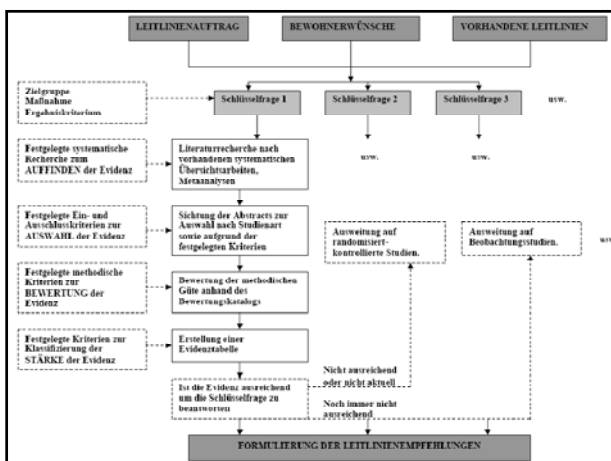 LEITLINIENAUFTRAG
BEWOHNERWÜNSCHE
VORHANDENE LEITLINIEN
Zielgruppe
Maßnahme
Ergebniskriterium
Schlüsselfrage 1
Schlüsselfrage 2
Schlüsselfrage 3
usw.
Festgelegte systematische
Recherche zum
AUFFINDEN der Evidenz
Literaturrecherche nach
vorhandenen systematischen
Übersichtsarbeiten,
Metaanalysen
usw.
usw.
Festgelegte Ein- und
Ausschlusskriterien zur
AUSWAHL der Evidenz
Sichtung der Abstracts zur
Auswahl nach Studienart
sowie aufgrund der
festgelegten Kriterien
Ausweitung auf
randomisiert-
kontrollierte Studien.
Ausweitung auf
Beobachtungsstudien.
usw
Festgelegte methodische
Kriterien zur
BEWERTUNG der
Evidenz
Bewertung der methodischen
Güte anhand des
Bewertungskatalogs
Festgelegte Kriterien zur
Klassifizierung der
STÄRKE der Evidenz
Erstellung einer
Evidenztabelle
Nicht ausreichend
oder nicht aktuell
Ist die Evidenz ausreichend
um die Schlüsselfrage zu
beantworten
Noch immer nicht
ausreichend
FORMULIERUNG DER LEITLINIENEMPFEHLUNGEN